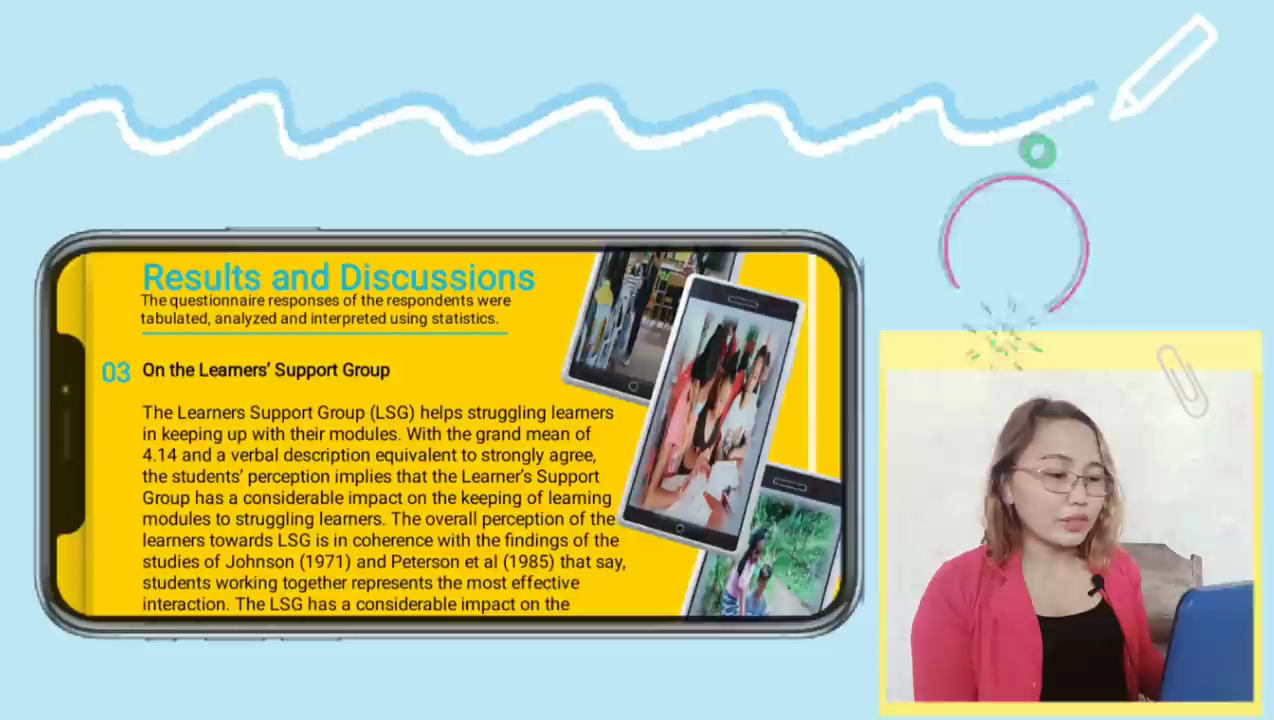 Results and Discussions
The questionnaire responses of the respondents were
tabulated, analyzed and interpreted using statistics.
03 On the Learners' Support Group
The Learners Support Group (LSG) helps struggling learners
in keeping up with their modules. With the grand mean of
4.14 and a verbal description equivalent to strongly agree,
the students' perception implies that the Learner's Support
Group has a considerable impact on the keeping of learning
modules to struggling learners. The overall perception of the
learners towards LSG is in coherence with the findings of the
studies of Johnson (1971) and Peterson et al (1985) that say,
students working together represents the most effective
interaction. The LSG has a considerable impact on the